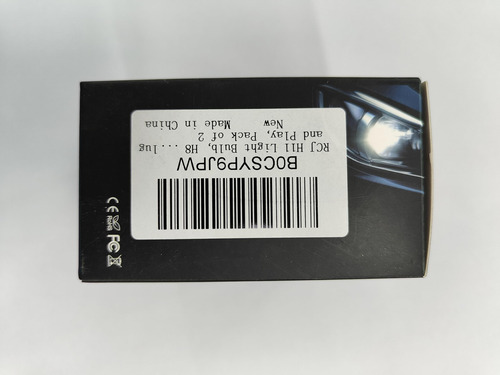 B0CSYP9JPW
RCJ H11 Light Bulb, H8 ...lug
and Play, Pack of 2
New Made in China
CE
RoHS
FC